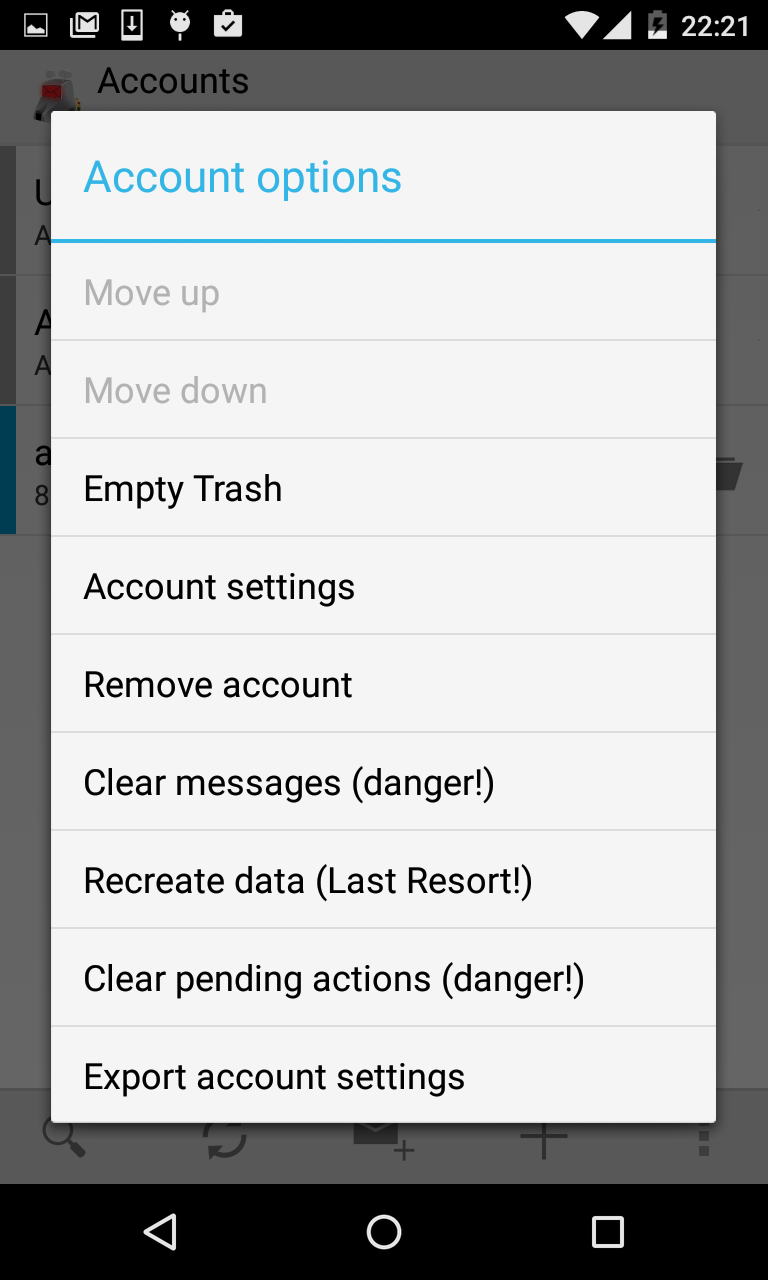 22:21
Accounts
Account options
Move up
Move down
Empty Trash
Account settings
Remove account
Clear messages (danger!)
Recreate data (Last Resort!)
Clear pending actions (danger!)
Export account settings